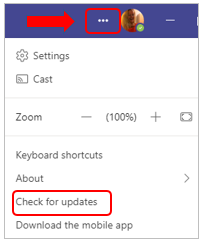 Settings
Cast
Zoom — (100%) +
Keyboard shortcuts
About >
Check for updates
Download the mobile app